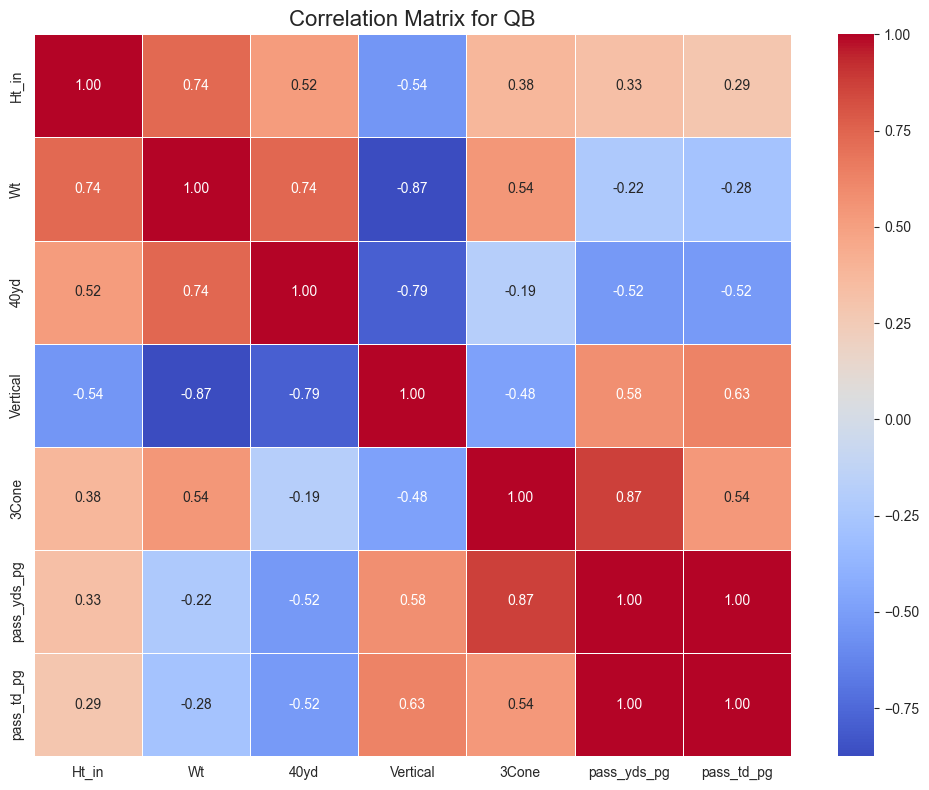 Correlation Matrix for QB
Ht_in 1.00 0.74 0.52 -0.54 0.38 0.33 0.29
Wt 0.74 1.00 0.74 -0.87 0.54 -0.22 -0.28
40yd 0.52 0.74 1.00 -0.79 -0.19 -0.52 -0.52
Vertical -0.54 -0.87 -0.79 1.00 -0.48 0.58 0.63
3Cone 0.38 0.54 -0.19 -0.48 1.00 0.87 0.54
pass_yds_pg 0.33 -0.22 -0.52 0.58 0.87 1.00 1.00
pass_td_pg 0.29 -0.28 -0.52 0.63 0.54 1.00 1.00
Ht_in Wt 40yd Vertical 3Cone pass_yds_pg pass_td_pg
1.00
0.75
0.50
0.25
0.00
−0.25
−0.50
−0.75